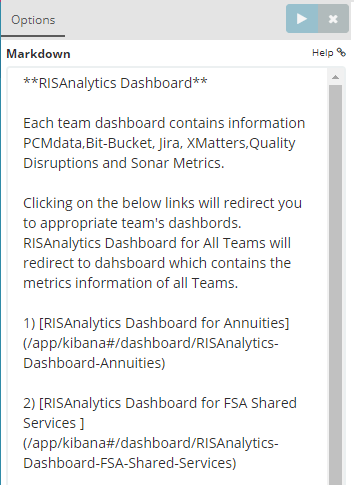 Options
Markdown
Help
**RISAnalytics Dashboard**
Each team dashboard contains information
PCMdata,Bit-Bucket, Jira, XMatters,Quality
Disruptions and Sonar Metrics.
Clicking on the below links will redirect you
to appropriate team's dashbords.
RISAnalytics Dashboard for All Teams will
redirect to dahsboard which contains the
metrics information of all Teams.
1) [RISAnalytics Dashboard for Annuities]
(/app/kibana#/dashboard/RISAnalytics-
Dashboard-Annuities)
2) [RISAnalytics Dashboard for FSA Shared
Services ]
(/app/kibana#/dashboard/RISAnalytics-
Dashboard-FSA-Shared-Services)